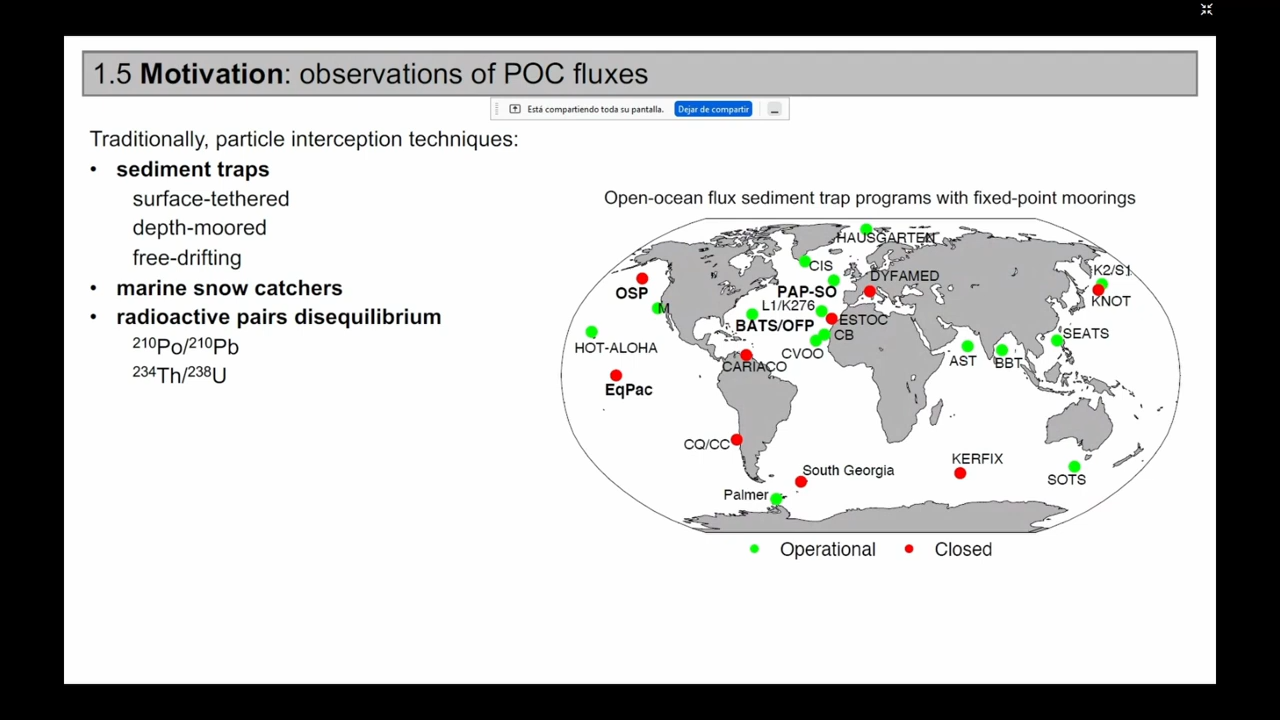 1.5 Motivation: observations of POC fluxes
Está compartiendo toda su pantalla. Dejar de compartir
Traditionally, particle interception techniques:
• sediment traps
surface-tethered
depth-moored
free-drifting
• marine snow catchers
• radioactive pairs disequilibrium
²¹⁰Po/²¹⁰Pb
²³⁴Th/²³⁸U
Open-ocean flux sediment trap programs with fixed-point moorings
HAUSGARTEN
CIS
K2/S1
DYFAMED
OSP
PAP-SO
KNOT
M
L1/K276
BATS/OFP
ESTOC
CB
SEATS
HOT-ALOHA
CVOO
AST
BBT
CARIACO
EqPac
CQ/CC
KERFIX
South Georgia
SOTS
Palmer
Operational
Closed